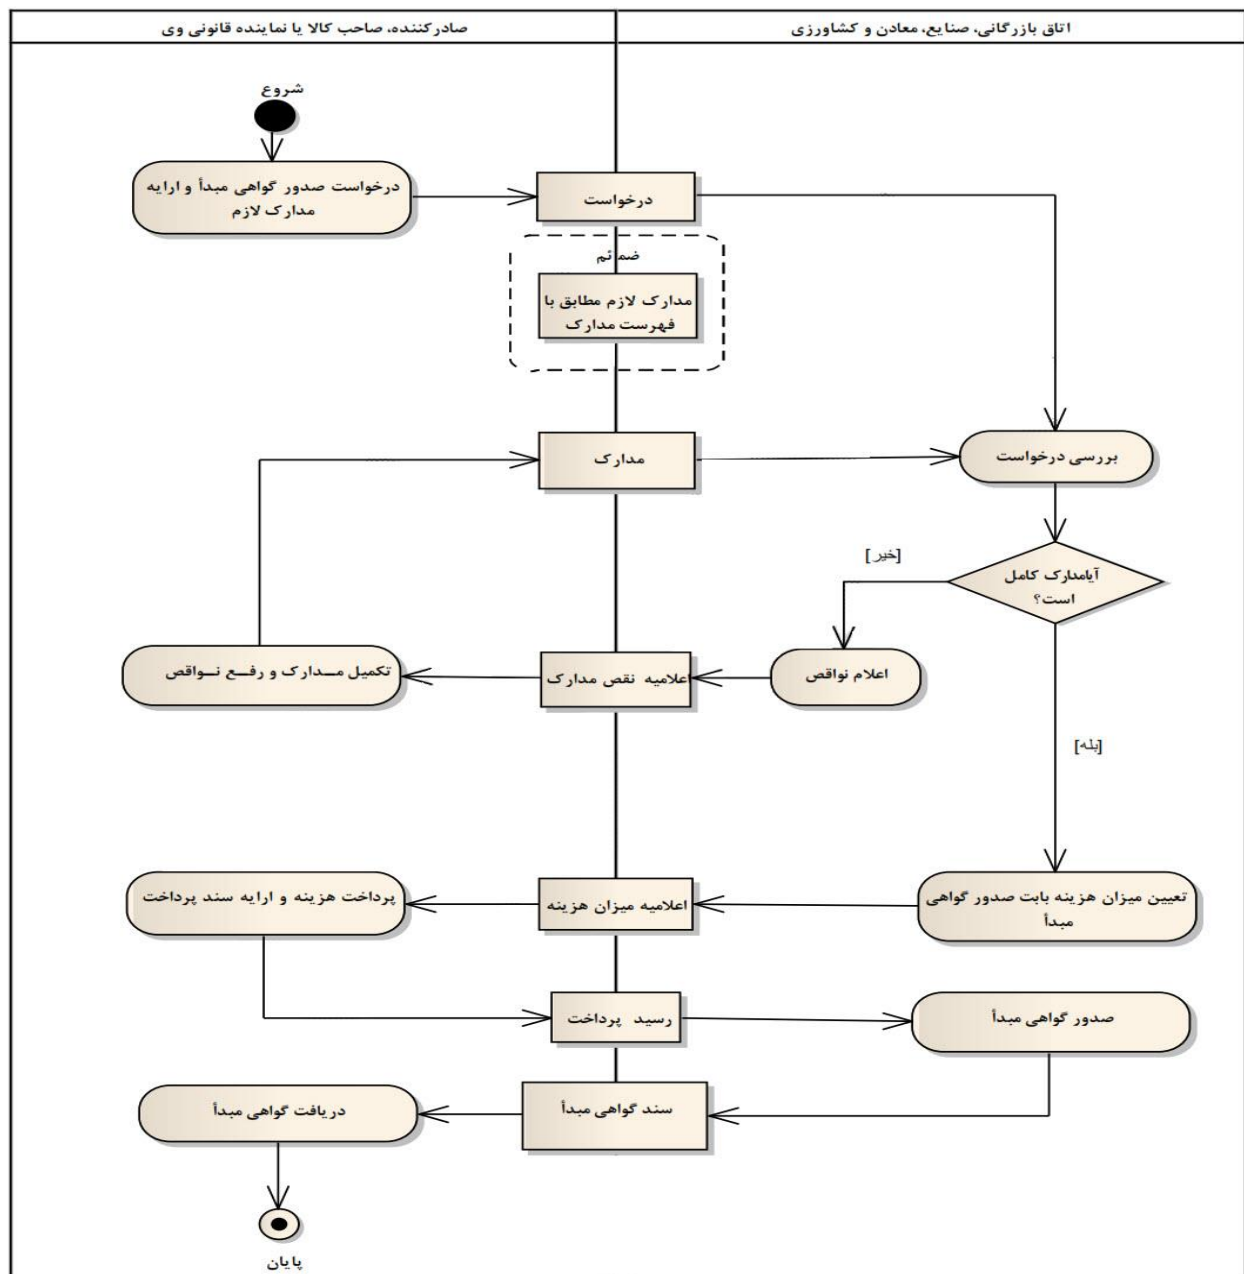 اتاق بازرگانی، صنایع، معادن و کشاورزی
صادرکننده، صاحب کالا یا نماینده قانونی وی
شروع
درخواست صدور گواهی مبدأ و ارایه
مدارک لازم
درخواست
ضمائم
مدارک لازم مطابق با
فهرست مدارک
مدارک
بررسی درخواست
آیامدارک کامل
است؟
[خیر]
[بله]
اعلام نواقص
اعلامیه نقص مدارک
تکمیل مــدارک و رفــع نــواقص
تعیین میزان هزینه بابت صدور گواهی
مبدأ
اعلامیه میزان هزینه
پرداخت هزینه و ارایه سند پرداخت
رسید پرداخت
صدور گواهی مبدأ
سند گواهی مبدأ
دریافت گواهی مبدأ
پایان